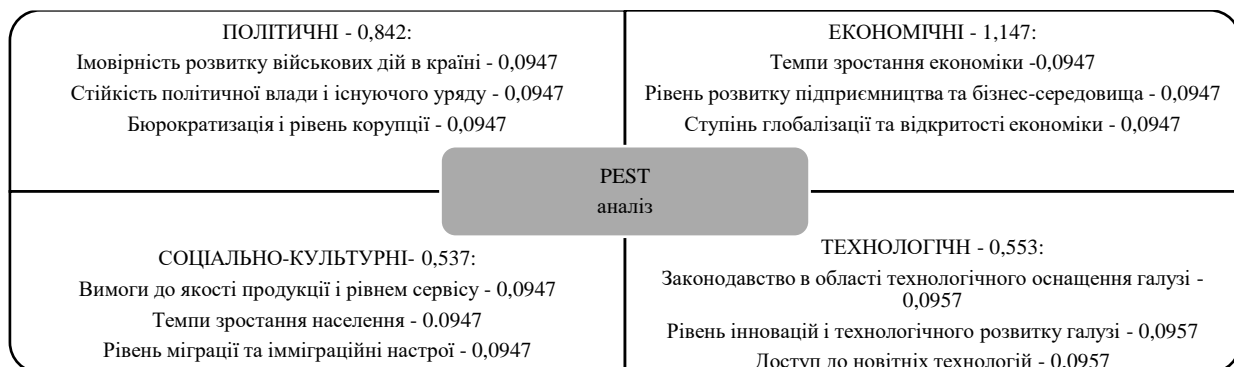 ПОЛІТИЧНІ - 0,842:
Імовірність розвитку військових дій в країні - 0,0947
Стійкість політичної влади і існуючого уряду - 0,0947
Бюрократизація і рівень корупції - 0,0947
ЕКОНОМІЧНІ - 1,147:
Темпи зростання економіки -0,0947
Рівень розвитку підприємництва та бізнес-середовища - 0,0947
Ступінь глобалізації та відкритості економіки - 0,0947
PEST
аналіз
СОЦІАЛЬНО-КУЛЬТУРНІ- 0,537:
Вимоги до якості продукції і рівнем сервісу - 0,0947
Темпи зростання населення - 0.0947
Рівень міграції та імміграційні настрої - 0,0947
ТЕХНОЛОГІЧН - 0,553:
Законодавство в області технологічного оснащення галузі -
0,0957
Рівень інновацій і технологічного розвитку галузі - 0,0957
Доступ до новітніх технологій - 0,0957